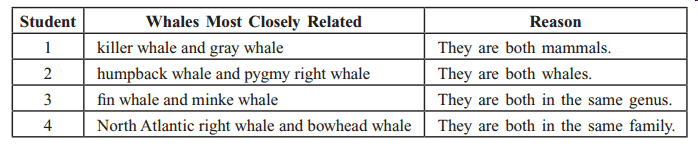 Student Whales Most Closely Related Reason
1 killer whale and gray whale They are both mammals.
2 humpback whale and pygmy right whale They are both whales.
3 fin whale and minke whale They are both in the same genus.
4 North Atlantic right whale and bowhead whale They are both in the same family.